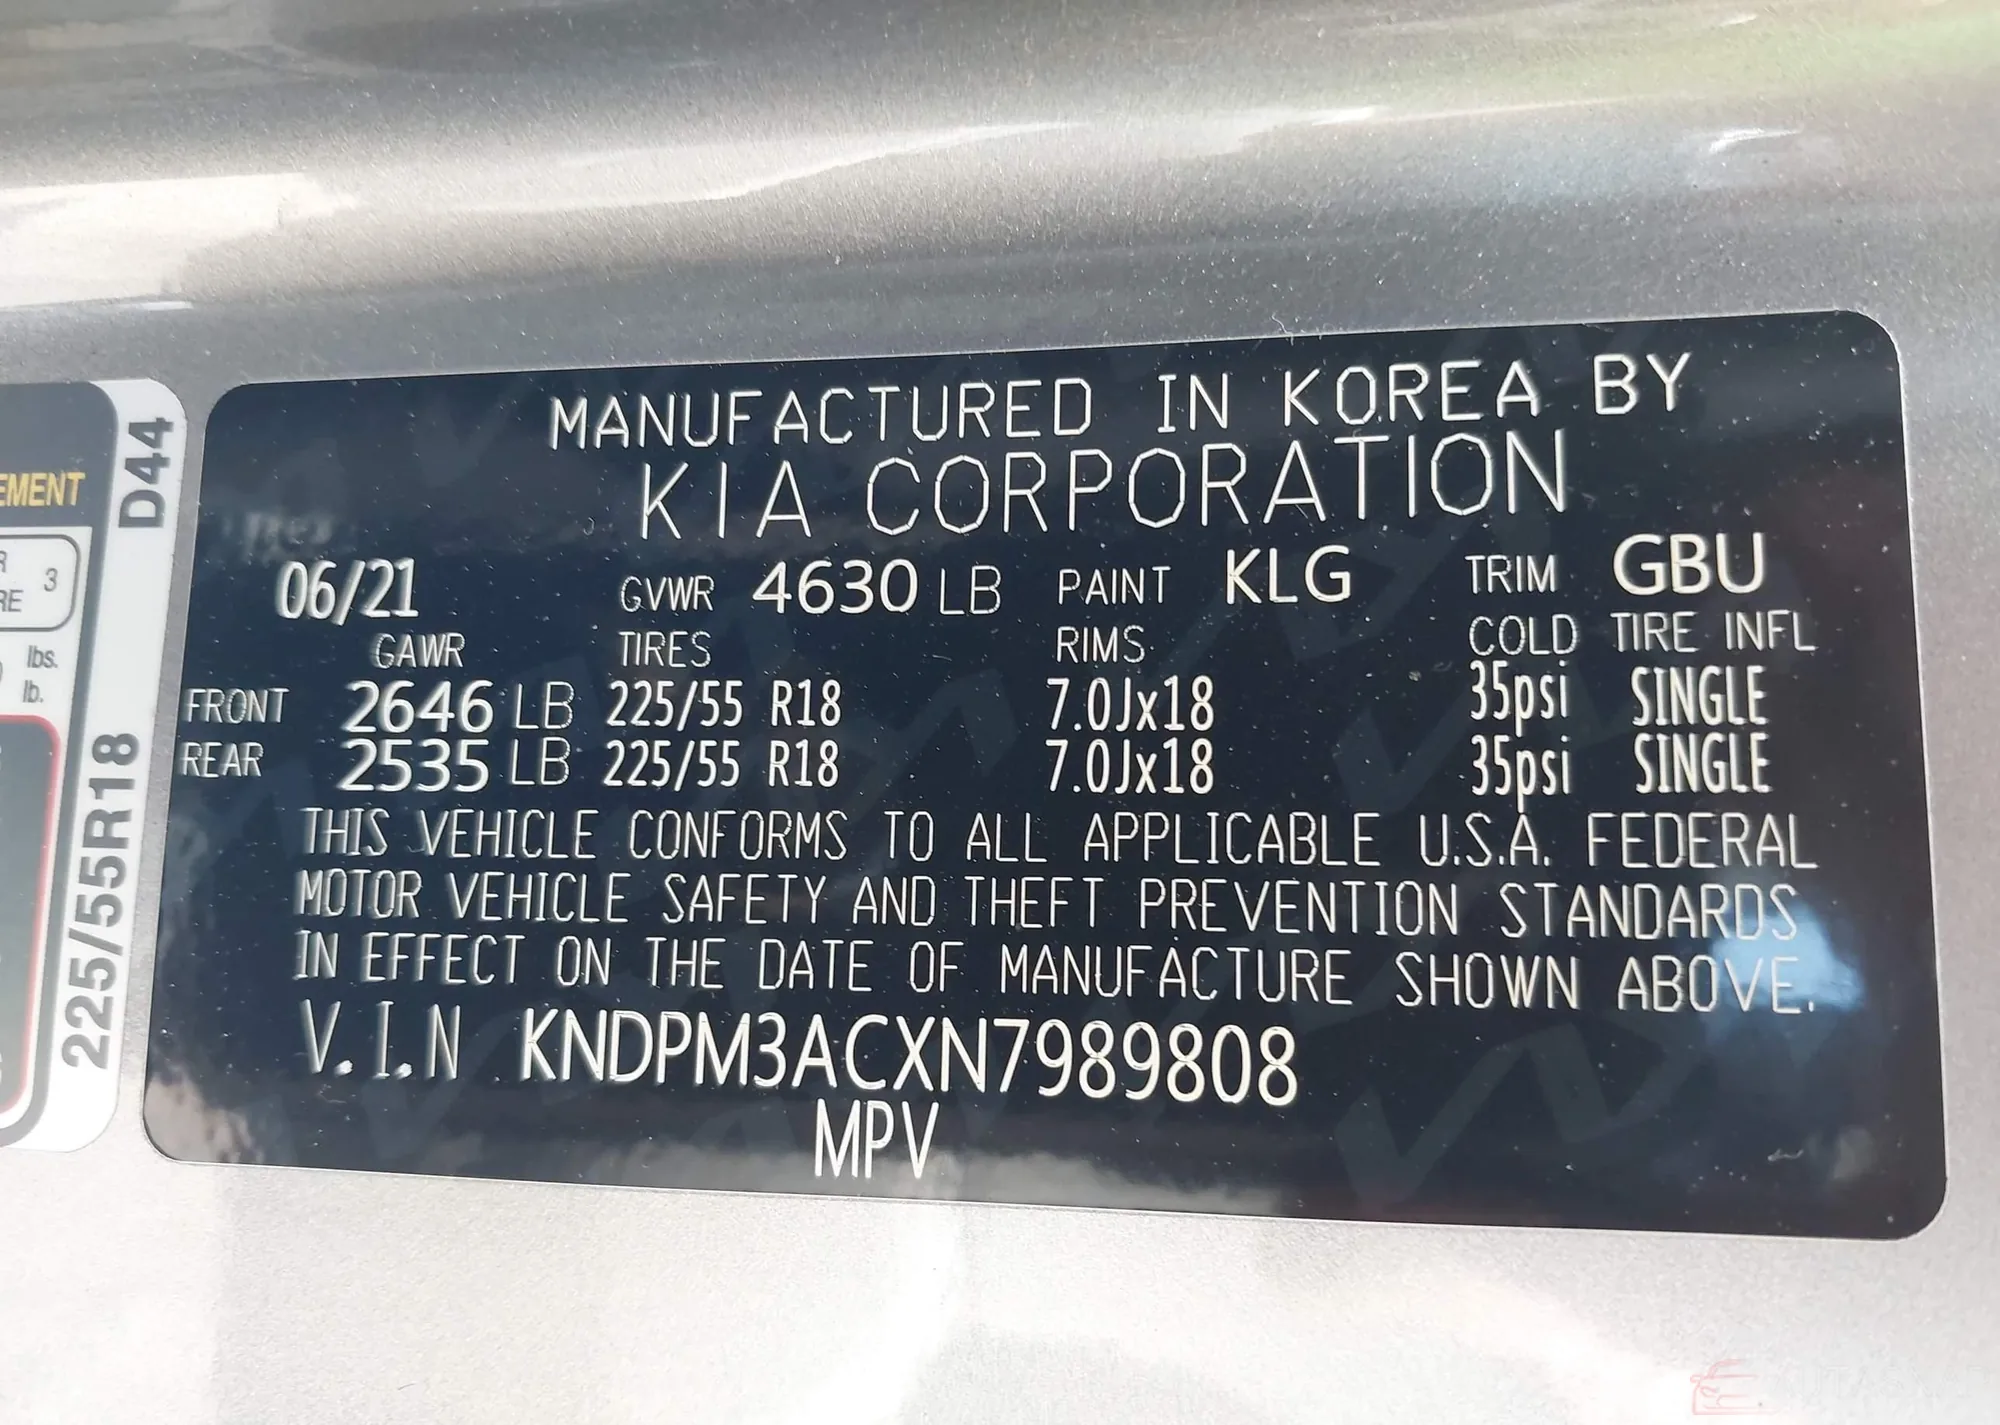 MANUFACTURED IN KOREA BY
KIA CORPORATION
06/21 GVWR 4630 LB PAINT KLG TRIM GBU
GAWR TIRES RIMS COLD TIRE INFL
FRONT 2646 LB 225/55 R18 7.0Jx18 35psi SINGLE
REAR 2535 LB 225/55 R18 7.0Jx18 35psi SINGLE
THIS VEHICLE CONFORMS TO ALL APPLICABLE U.S.A. FEDERAL
MOTOR VEHICLE SAFETY AND THEFT PREVENTION STANDARDS
IN EFFECT ON THE DATE OF MANUFACTURE SHOWN ABOVE.
V.I.N KNDPM3ACXN7989808
MPV
D44
225/55R18
EMENT
3
RE
lbs.
lb.